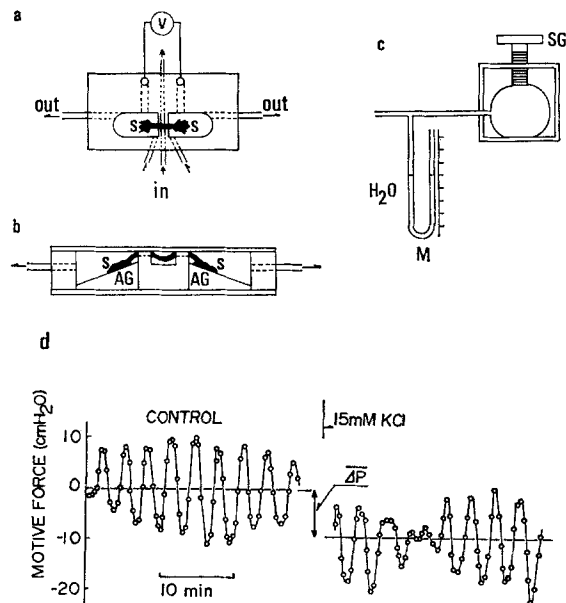 a
V
out
out
S
S
in
b
S
S
AG
AG
c
SG
H2O
M
d
MOTIVE FORCE (cmH2O)
CONTROL
15mM KCl
ΔP
10
0
-10
-20
10 min